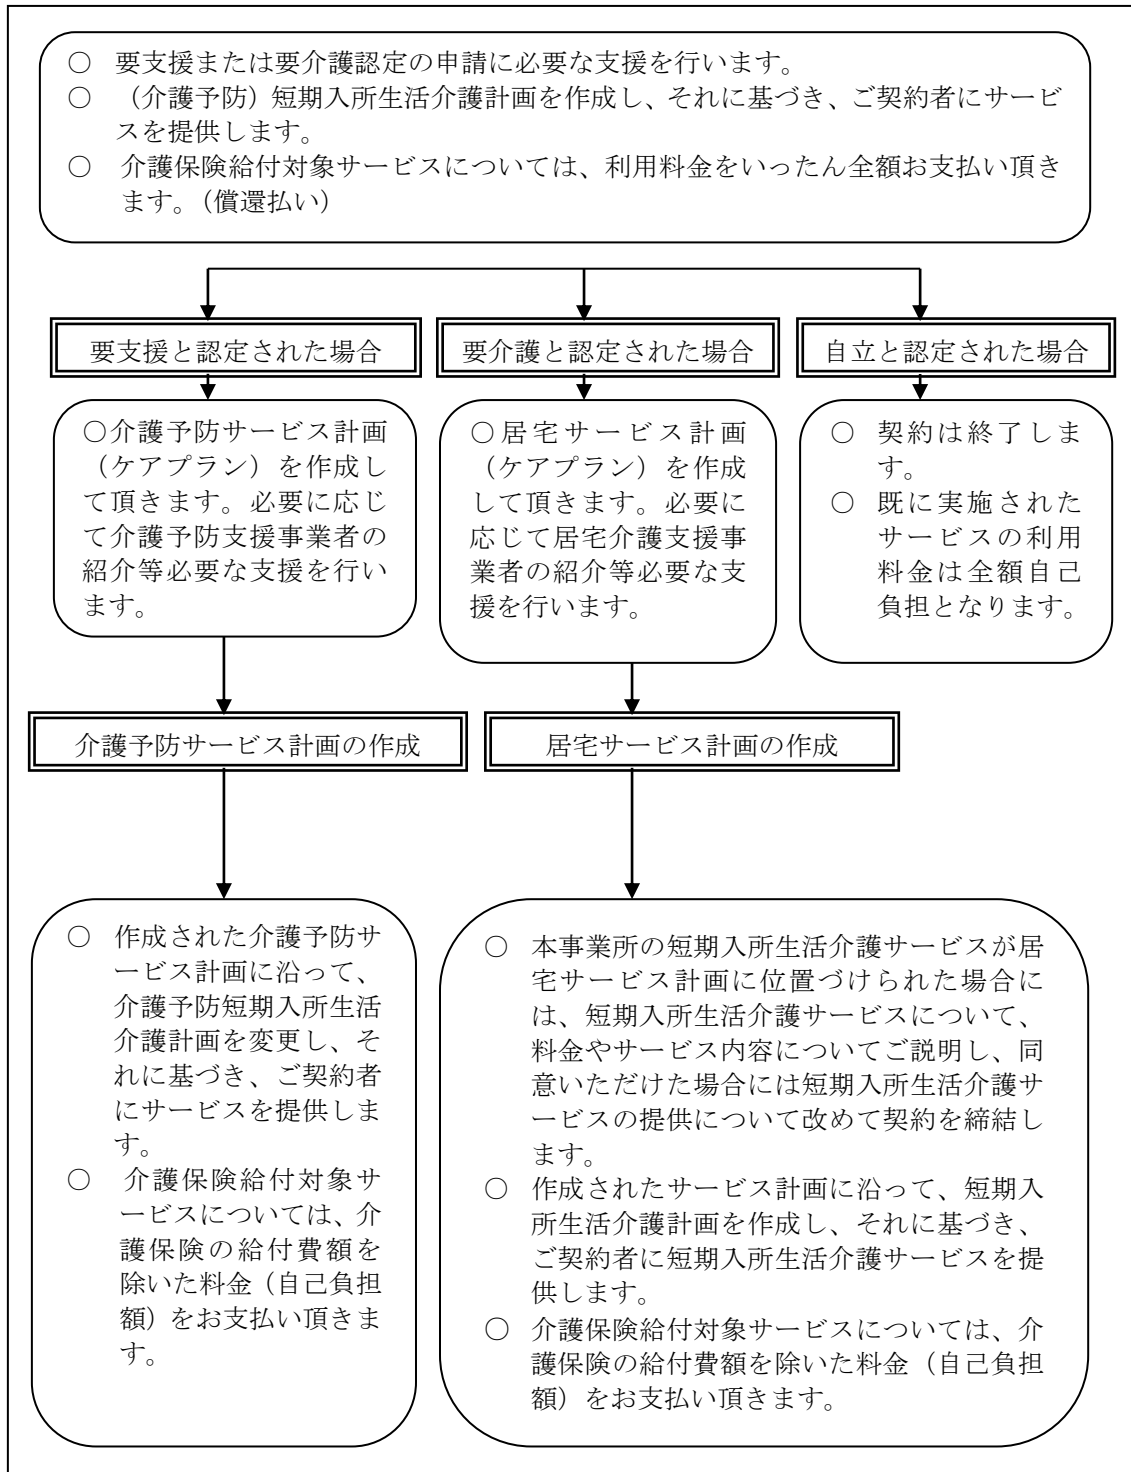 ○ 要支援または要介護認定の申請に必要な支援を行います。
○ （介護予防）短期入所生活介護計画を作成し、それに基づき、ご契約者にサービ
スを提供します。
○ 介護保険給付対象サービスについては、利用料金をいったん全額お支払い頂き
ます。（償還払い）
要支援と認定された場合
要介護と認定された場合
自立と認定された場合
○介護予防サービス計画
（ケアプラン）を作成し
て頂きます。必要に応じ
て介護予防支援事業者の
紹介等必要な支援を行い
ます。
○居宅サービス計画
（ケアプラン）を作成
して頂きます。必要に
応じて居宅介護支援事
業者の紹介等必要な支
援を行います。
○ 契約は終了しま
す。
○ 既に実施された
サービスの利用
料金は全額自己
負担となります。
介護予防サービス計画の作成
居宅サービス計画の作成
○ 作成された介護予防サ
ービス計画に沿って、
介護予防短期入所生活
介護計画を変更し、そ
れに基づき、ご契約者
にサービスを提供しま
す。
○ 介護保険給付対象サ
ービスについては、介
護保険の給付費額を
除いた料金（自己負担
額）をお支払い頂きま
す。
○ 本事業所の短期入所生活介護サービスが居
宅サービス計画に位置づけられた場合に
は、短期入所生活介護サービスについて、
料金やサービス内容についてご説明し、同
意いただけた場合には短期入所生活介護サ
ービスの提供について改めて契約を締結し
ます。
○ 作成されたサービス計画に沿って、短期入
所生活介護計画を作成し、それに基づき、
ご契約者に短期入所生活介護サービスを提
供します。
○ 介護保険給付対象サービスについては、介
護保険の給付費額を除いた料金（自己負担
額）をお支払い頂きます。